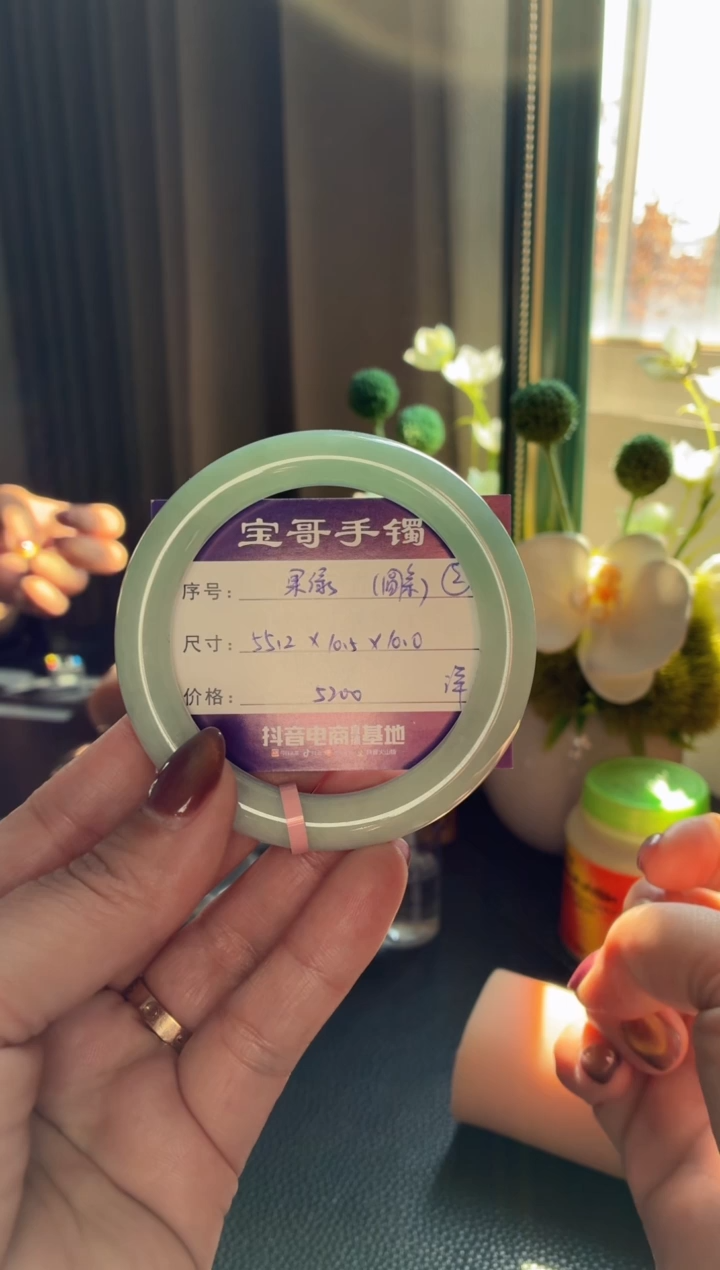 宝哥手镯
序号：果绿 (圆条) ②
尺寸：55.2 × 10.5 × 10.0
价格：5200 洋
抖音电商基地